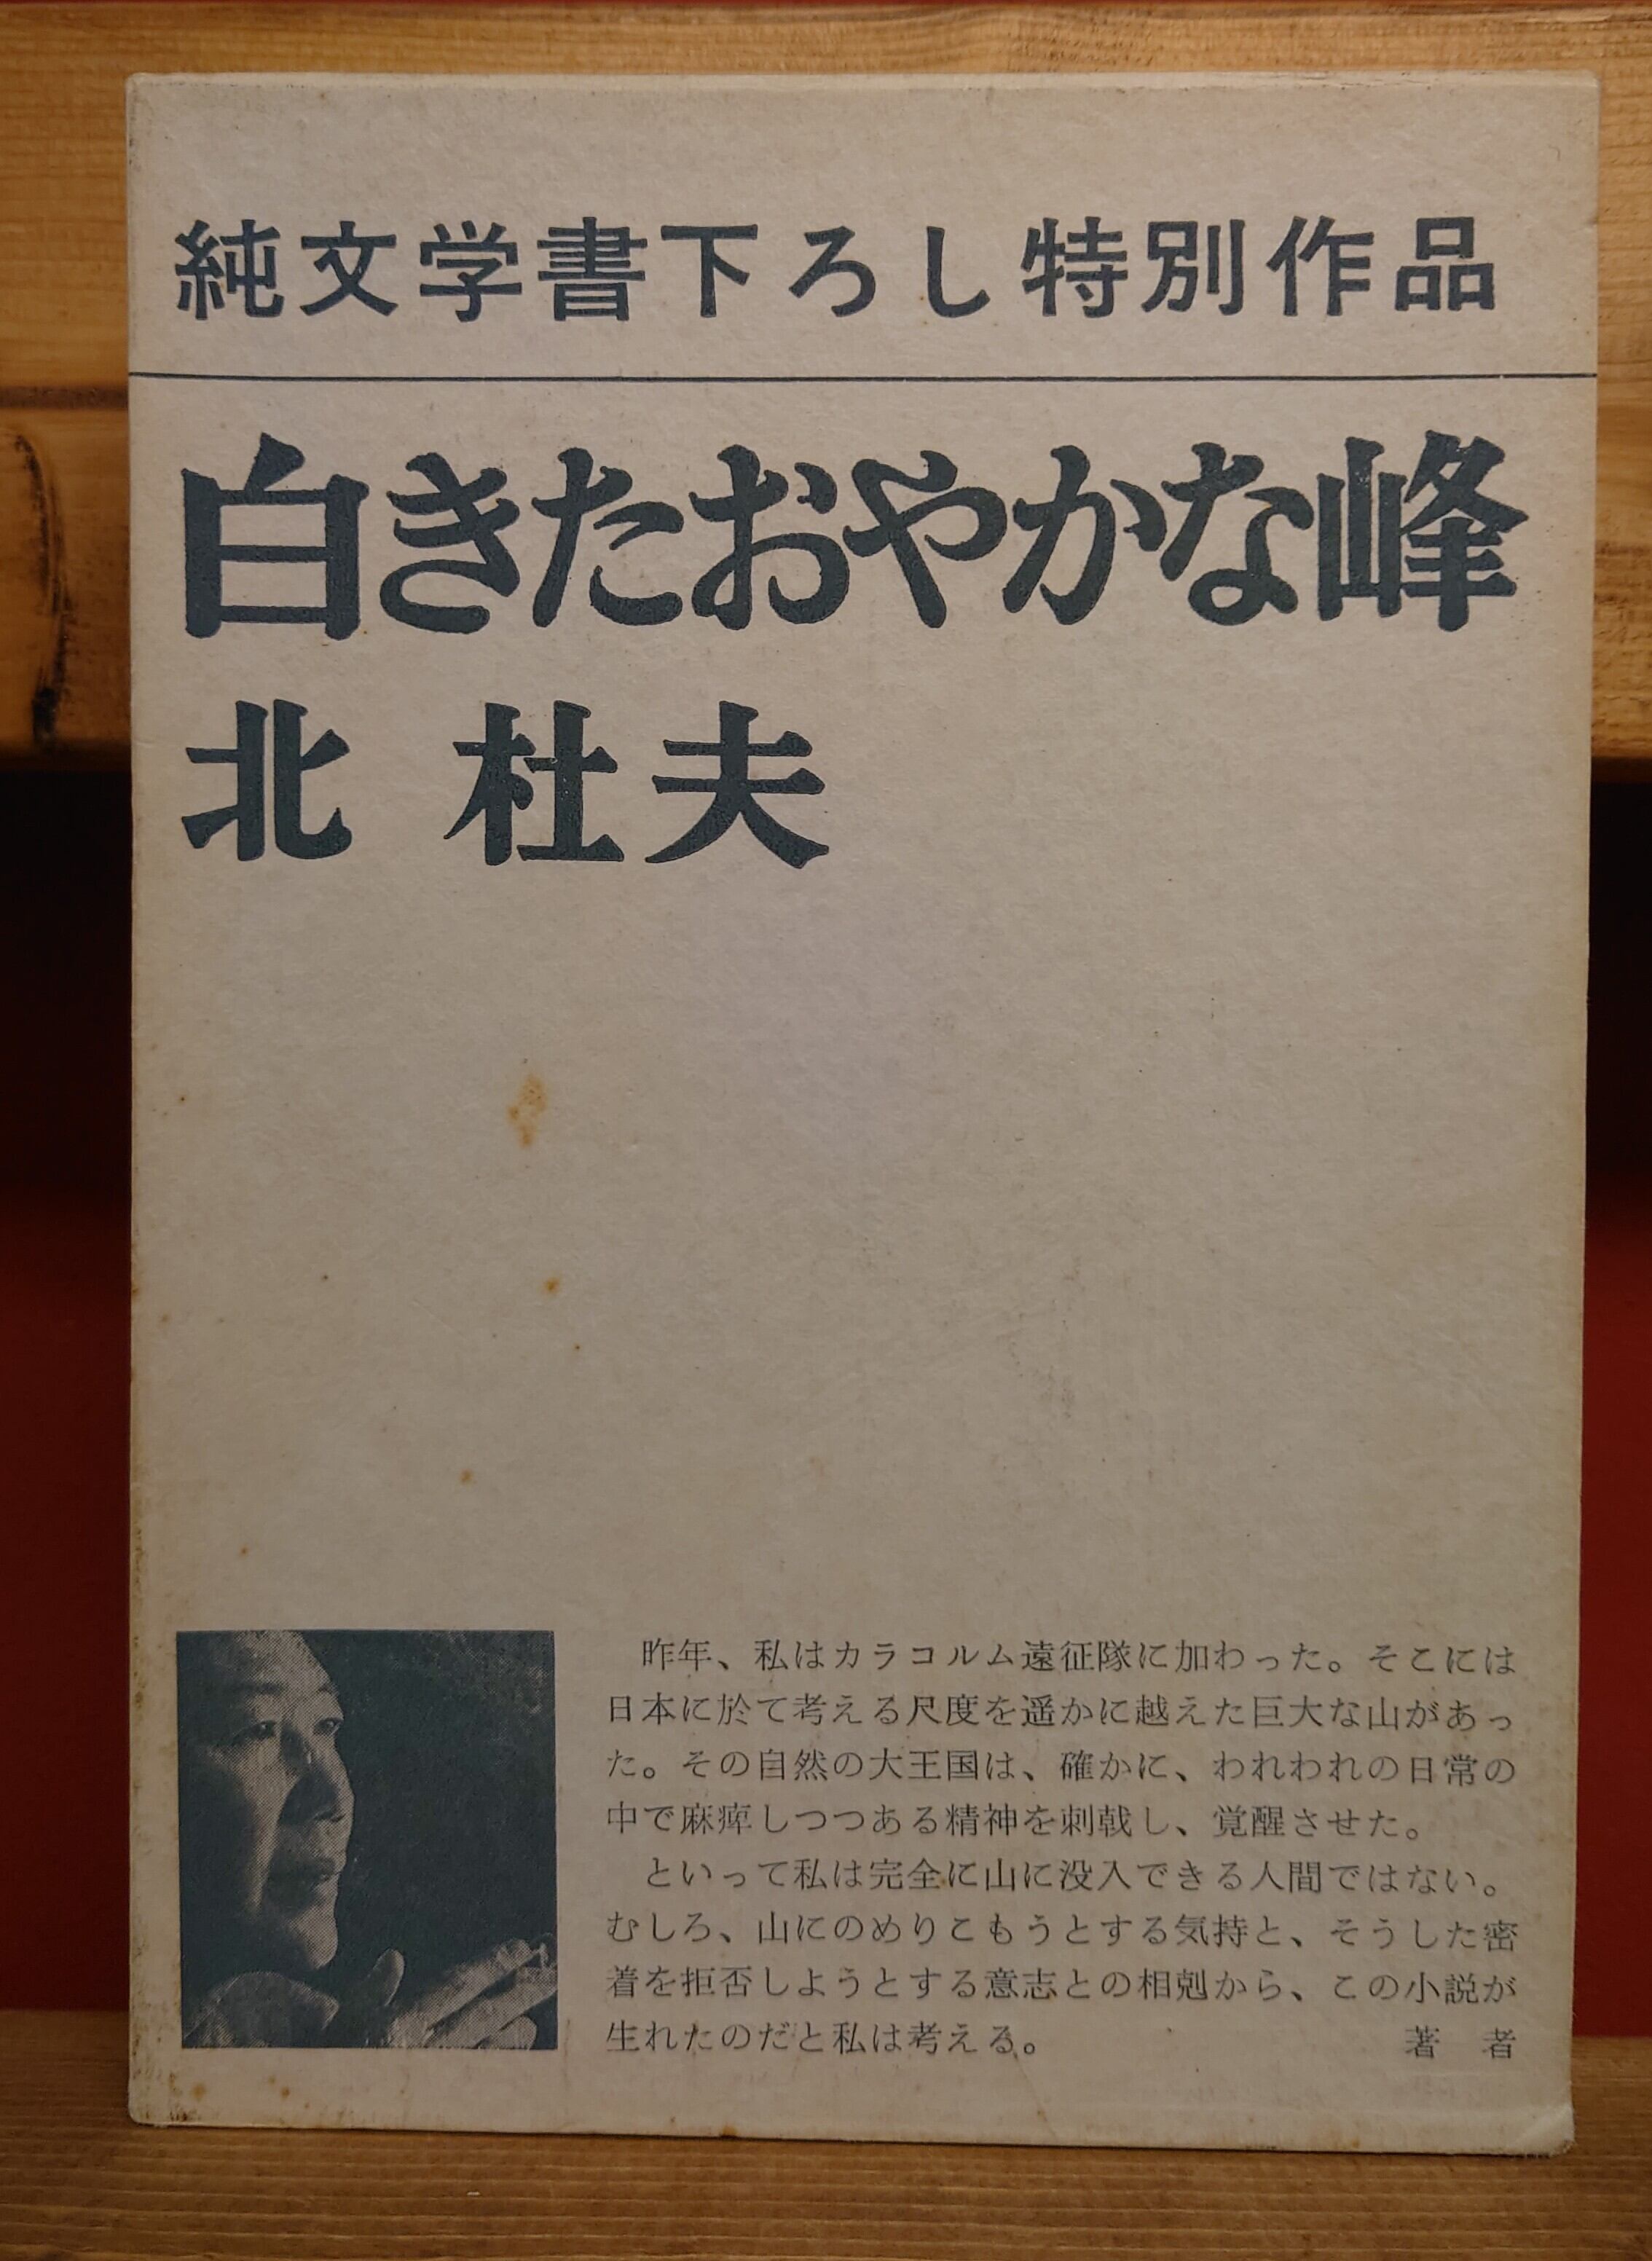 純文学書下ろし特別作品
白きたおやかな峰
北 杜夫
昨年、私はカラコルム遠征隊に加わった。そこには
日本に於て考える尺度を遥かに越えた巨大な山があっ
た。その自然の大王国は、確かに、われわれの日常の
中で麻痺しつつある精神を刺戟し、覚醒させた。
といって私は完全に山に没入できる人間ではない。
むしろ、山にのめりこもうとする気持と、そうした密
着を拒否しようとする意志との相剋から、この小説が
生れたのだと私は考える。 著 者